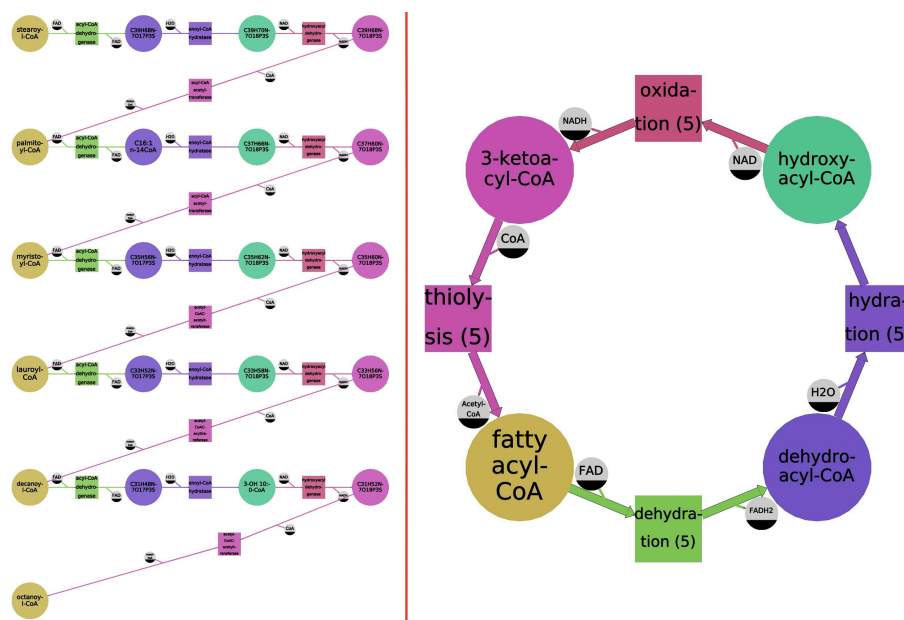 stearoy-
l-CoA
FAD
acyl-CoA
dehydro-
genase
FAD
C39H68N-
7O17P3S
H2O
enoyl-CoA
hydratase
C39H70N-
7O18P3S
NAD
hydroxyacyl
dehydro-
genase
NADH
C39H68N-
7O18P3S
CoA
acyl-CoA
acetyl-
transferase
palmito-
yl-CoA
FAD
acyl-CoA
dehydro-
genase
FAD
C16:1
n-14CoA
H2O
enoyl-CoA
hydratase
C37H66N-
7O18P3S
NAD
hydroxyacyl
dehydro-
genase
C37H60N-
7O18P3S
CoA
acyl-CoA
acetyl-
transferase
myristo-
yl-CoA
FAD
acyl-CoA
dehydro-
genase
FAD
C35H56N-
7O17P3S
H2O
enoyl-CoA
hydratase
C35H62N-
7O18P3S
NAD
hydroxyacyl
dehydro-
genase
C35H60N-
7O18P3S
CoA
lauroyl-
CoA
FAD
acyl-CoA
dehydro-
genase
FAD
C33H52N-
7O17P3S
H2O
enoyl-CoA
hydratase
C33H58N-
7O18P3S
NAD
hydroxyacyl
dehydro-
genase
C33H56N-
7O18P3S
CoA
decanoy-
l-CoA
FAD
acyl-CoA
dehydro-
genase
FAD
C31H48N-
7O17P3S
H2O
enoyl-CoA
hydratase
3-OH 10:-
0-CoA
NAD
hydroxyacyl
dehydro-
genase
C31H52N-
7O18P3S
CoA
octanoy-
l-CoA
oxida-
tion (5)
NADH
NAD
3-ketoa-
cyl-CoA
hydroxy-
acyl-CoA
CoA
thioly-
sis (5)
hydra-
tion (5)
Acetyl-
CoA
H2O
fatty
acyl-
CoA
FAD
dehydra-
tion (5)
FADH2
dehydro-
acyl-CoA